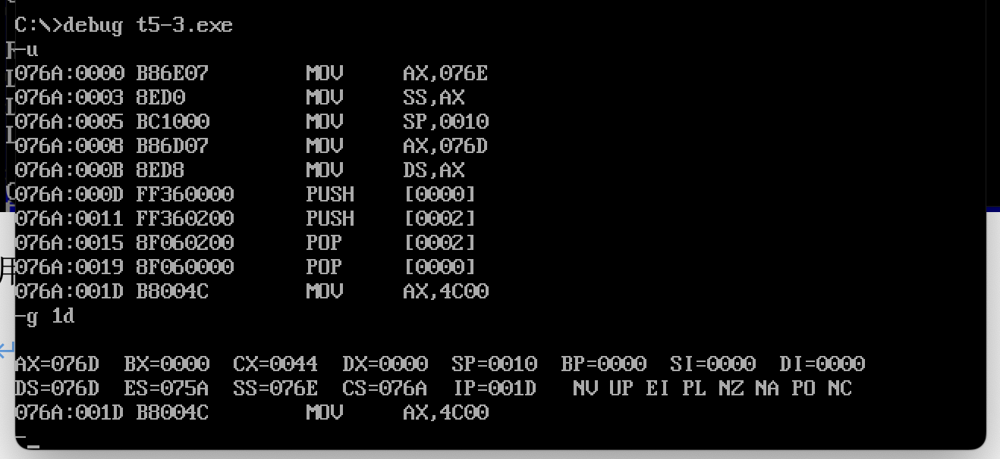 C:\>debug t5-3.exe
-u
076A:0000 B86E07 MOV AX,076E
076A:0003 8ED0 MOV SS,AX
076A:0005 BC1000 MOV SP,0010
076A:0008 B86D07 MOV AX,076D
076A:000B 8ED8 MOV DS,AX
076A:000D FF360000 PUSH [0000]
076A:0011 FF360200 PUSH [0002]
076A:0015 8F060200 POP [0002]
076A:0019 8F060000 POP [0000]
076A:001D B8004C MOV AX,4C00
-g 1d
AX=076D BX=0000 CX=0044 DX=0000 SP=0010 BP=0000 SI=0000 DI=0000
DS=076D ES=075A SS=076E CS=076A IP=001D NV UP EI PL NZ NA PO NC
076A:001D B8004C MOV AX,4C00
-_